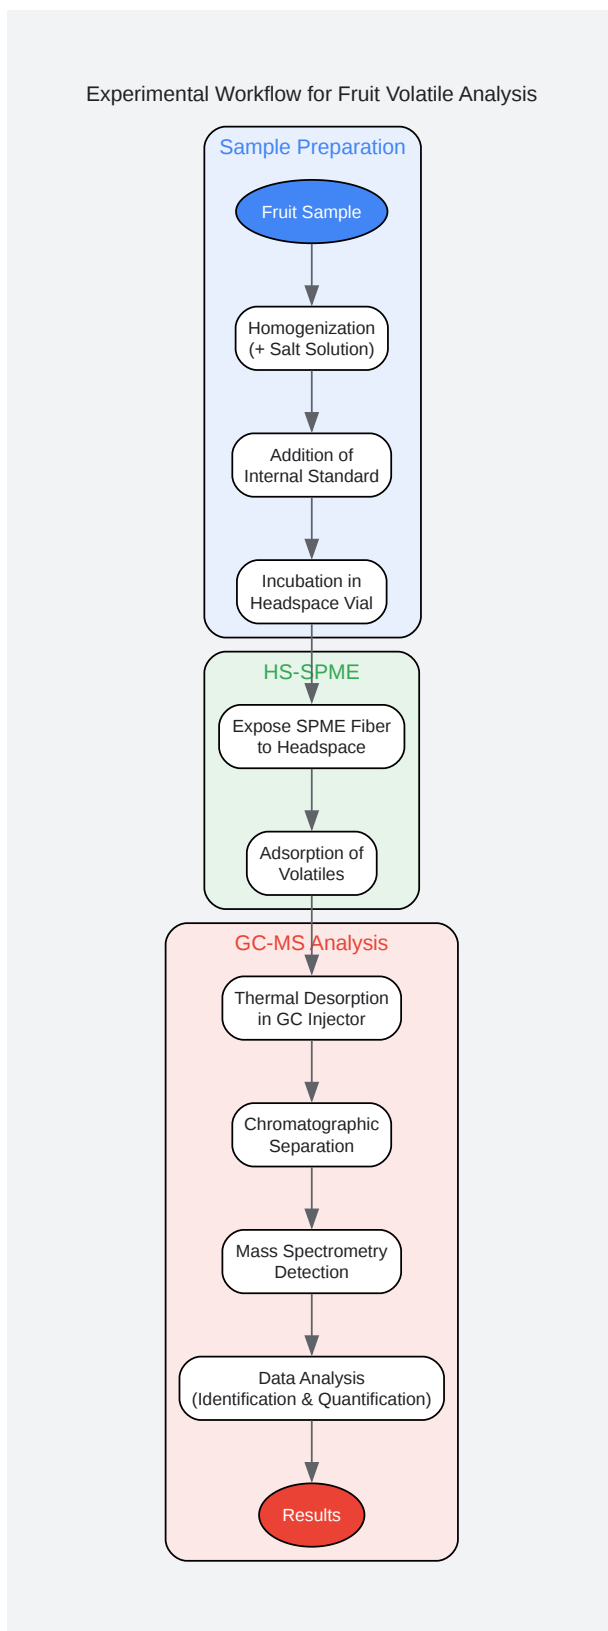 Experimental Workflow for Fruit Volatile Analysis
Sample Preparation
Fruit Sample
Homogenization
(+ Salt Solution)
Addition of
Internal Standard
Incubation in
Headspace Vial
HS-SPME
Expose SPME Fiber
to Headspace
Adsorption of
Volatiles
GC-MS Analysis
Thermal Desorption
in GC Injector
Chromatographic
Separation
Mass Spectrometry
Detection
Data Analysis
(Identification & Quantification)
Results